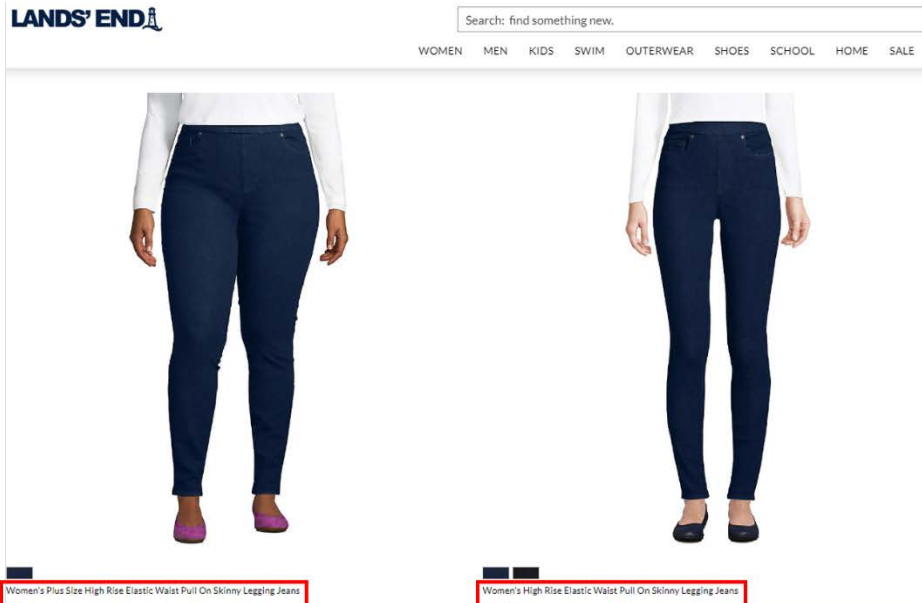 LANDS' END
Search: find something new.
WOMEN MEN KIDS SWIM OUTERWEAR SHOES SCHOOL HOME SALE
Women's Plus Size High Rise Elastic Waist Pull On Skinny Legging Jeans
Women's High Rise Elastic Waist Pull On Skinny Legging Jeans